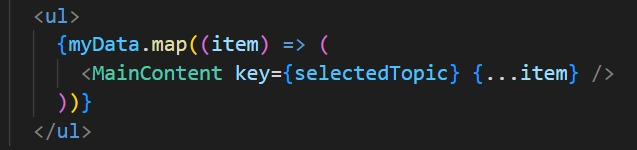 <ul>
{myData.map((item) => (
<MainContent key={selectedTopic} {...item} />
))}
</ul>